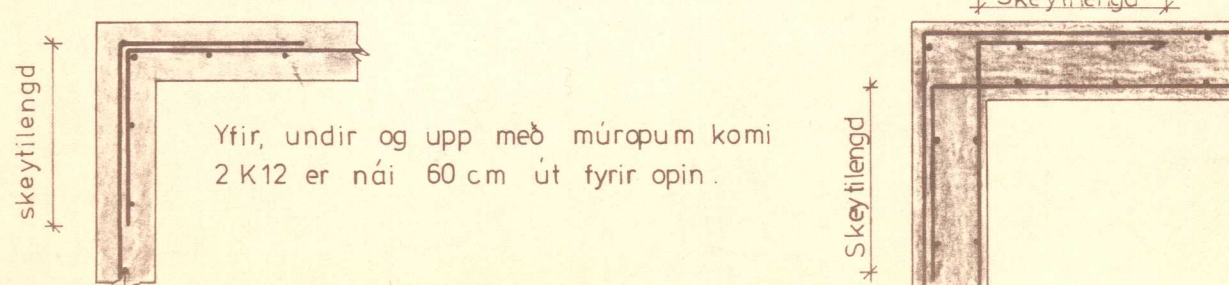 Skeytilengd
skeytilengd
Yfir, undir og upp með múropum komi
2 K12 er nái 60 cm út fyrir opin.
Skeytilengd